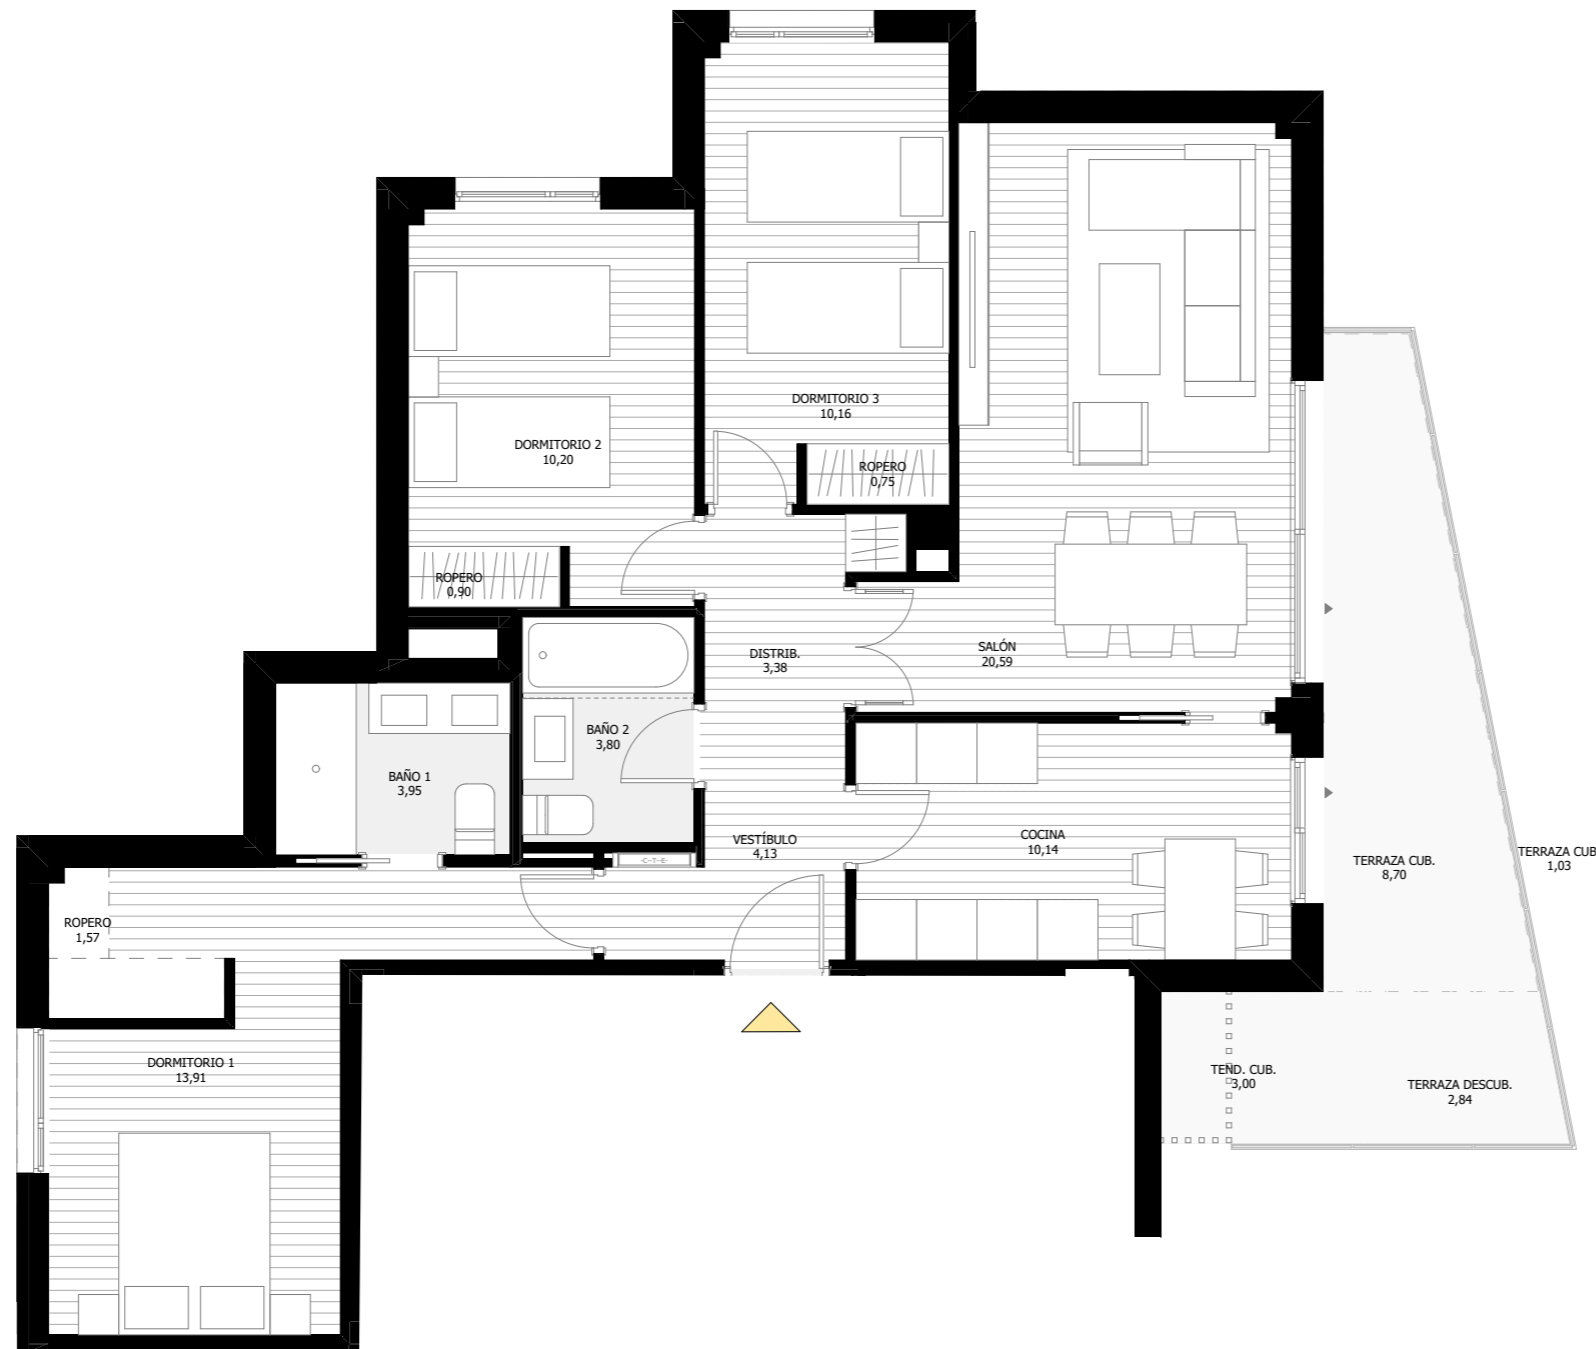 DORMITORIO 3
10,16
DORMITORIO 2
10,20
ROPERO
0,75
ROPERO
0,90
DISTRIB.
3,38
SALÓN
20,59
BAÑO 2
3,80
BAÑO 1
3,95
VESTÍBULO
4,13
COCINA
10,14
TERRAZA CUB.
8,70
TERRAZA CUB
1,03
-C-T-E-
ROPERO
1,57
DORMITORIO 1
13,91
TEND. CUB.
3,00
TERRAZA DESCUB.
2,84